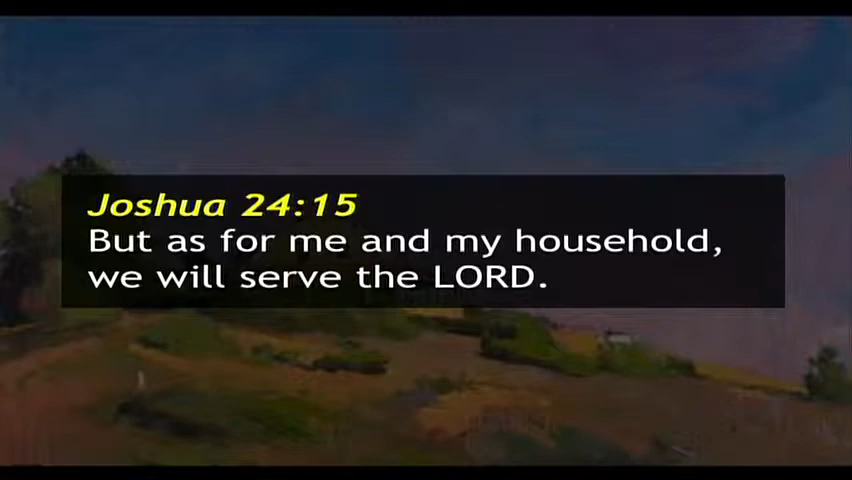 Joshua 24:15
But as for me and my household,
we will serve the LORD.